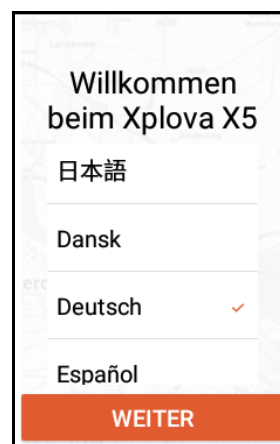 Willkommen
beim Xplova X5
日本語
Dansk
Deutsch
Español
WEITER